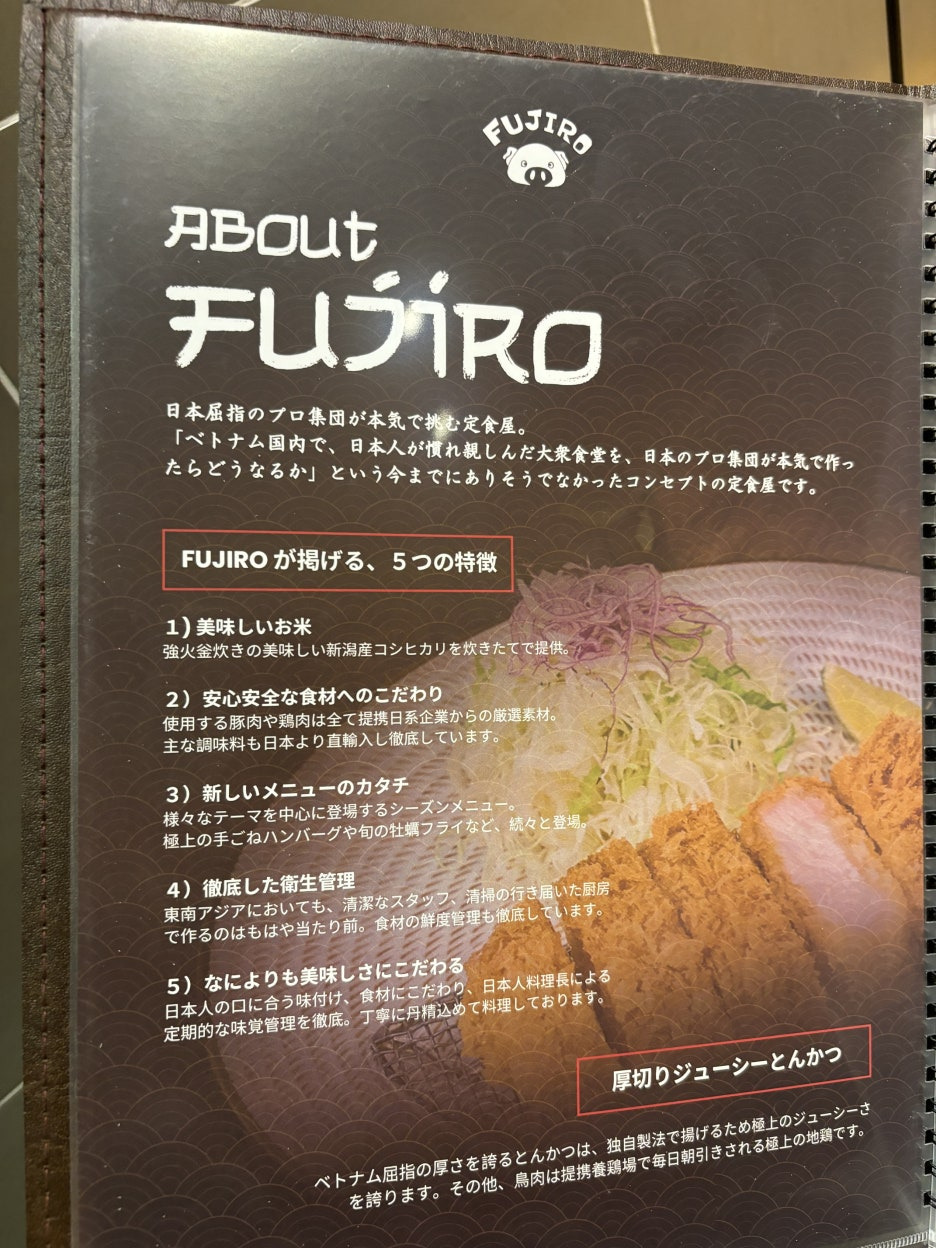 FUJIRO
ABOUT
FUJIRO
日本屈指のプロ集団が本気で挑む定食屋。
「ベトナム国内で、日本人が慣れ親しんだ大衆食堂を、日本のプロ集団が本気で作っ
たらどうなるか」という今までにありそうでなかったコンセプトの定食屋です。
FUJIRO が掲げる、５つの特徴
１) 美味しいお米
強火釜炊きの美味しい新潟産コシヒカリを炊きたてで提供。
２）安心安全な食材へのこだわり
使用する豚肉や鶏肉は全て提携日系企業からの厳選素材。
主な調味料も日本より直輸入し徹底しています。
３）新しいメニューのカタチ
様々なテーマを中心に登場するシーズンメニュー。
極上の手ごねハンバーグや旬の牡蠣フライなど、続々と登場。
４）徹底した衛生管理
東南アジアにおいても、清潔なスタッフ、清掃の行き届いた厨房
で作るのはもはや当たり前。食材の鮮度管理も徹底しています。
５）なによりも美味しさにこだわる
日本人の口に合う味付け、食材にこだわり、日本人料理長による
定期的な味覚管理を徹底。丁寧に丹精込めて料理しております。
厚切りジューシーとんかつ
ベトナム屈指の厚さを誇るとんかつは、独自製法で揚げるため極上のジューシーさ
を誇ります。その他、鳥肉は提携養鶏場で毎日朝引きされる極上の地鶏です。